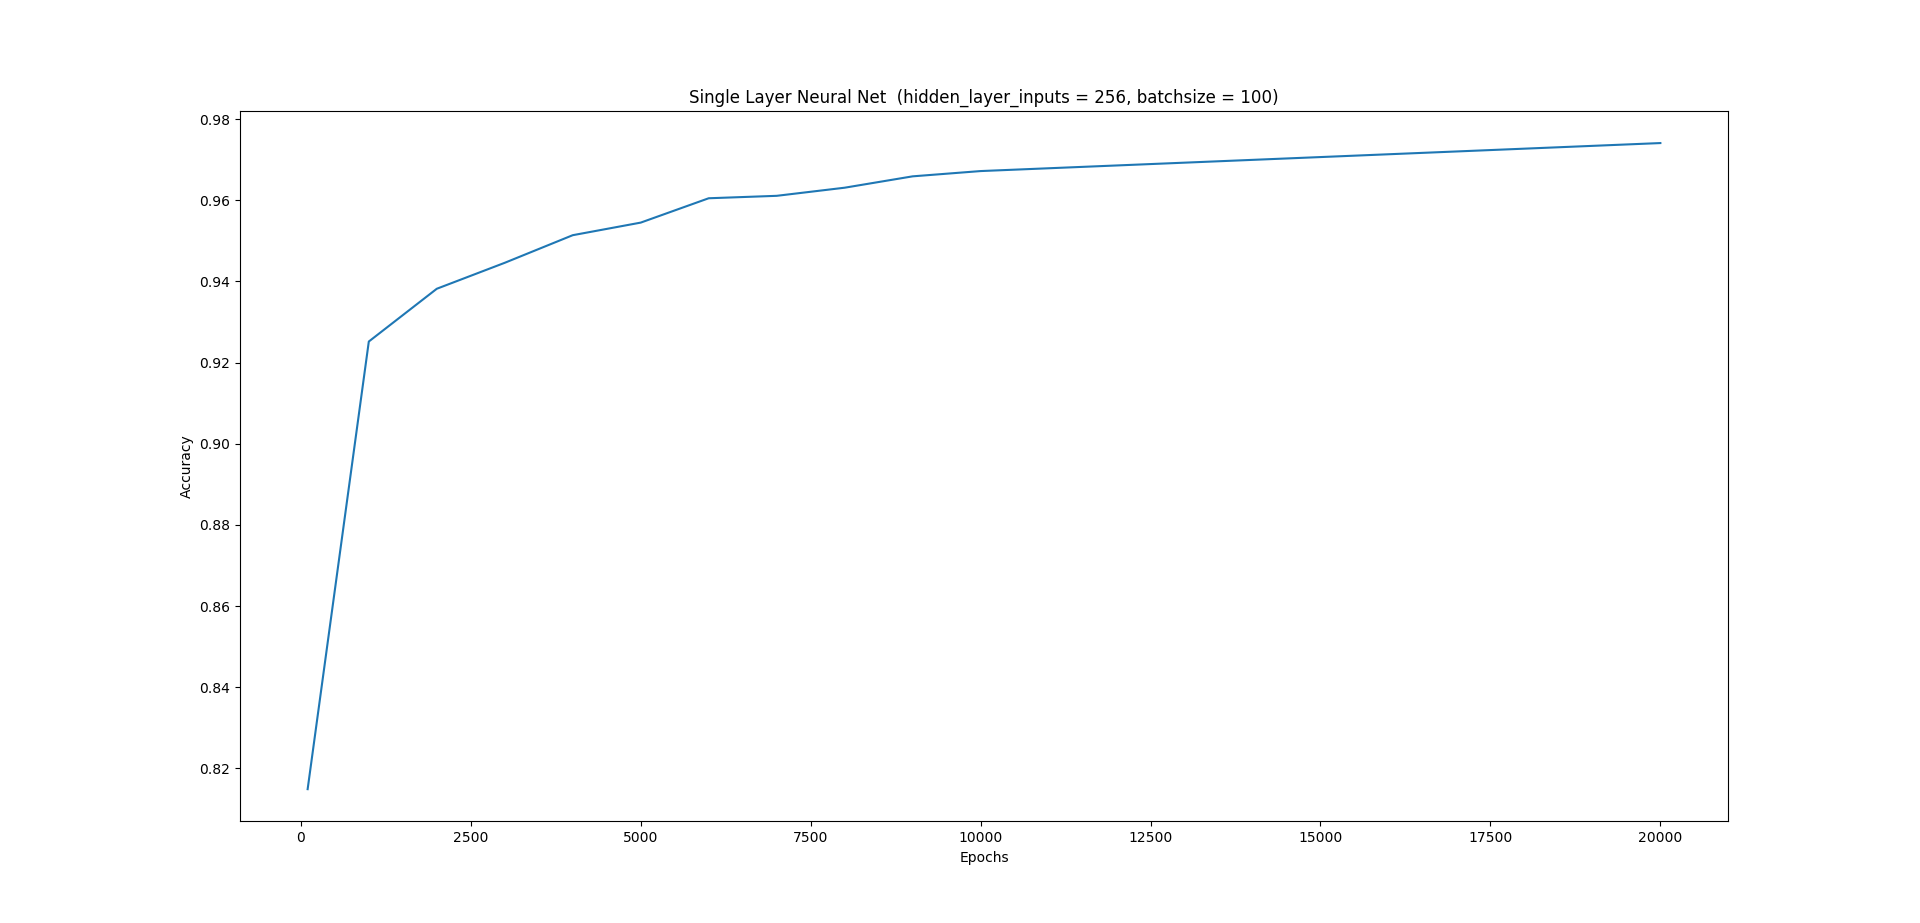 Single Layer Neural Net  (hidden_layer_inputs = 256, batchsize = 100)
0.98
0.96
0.94
0.92
0.90
0.88
0.86
0.84
0.82
Accuracy
0 2500 5000 7500 10000 12500 15000 17500 20000
Epochs